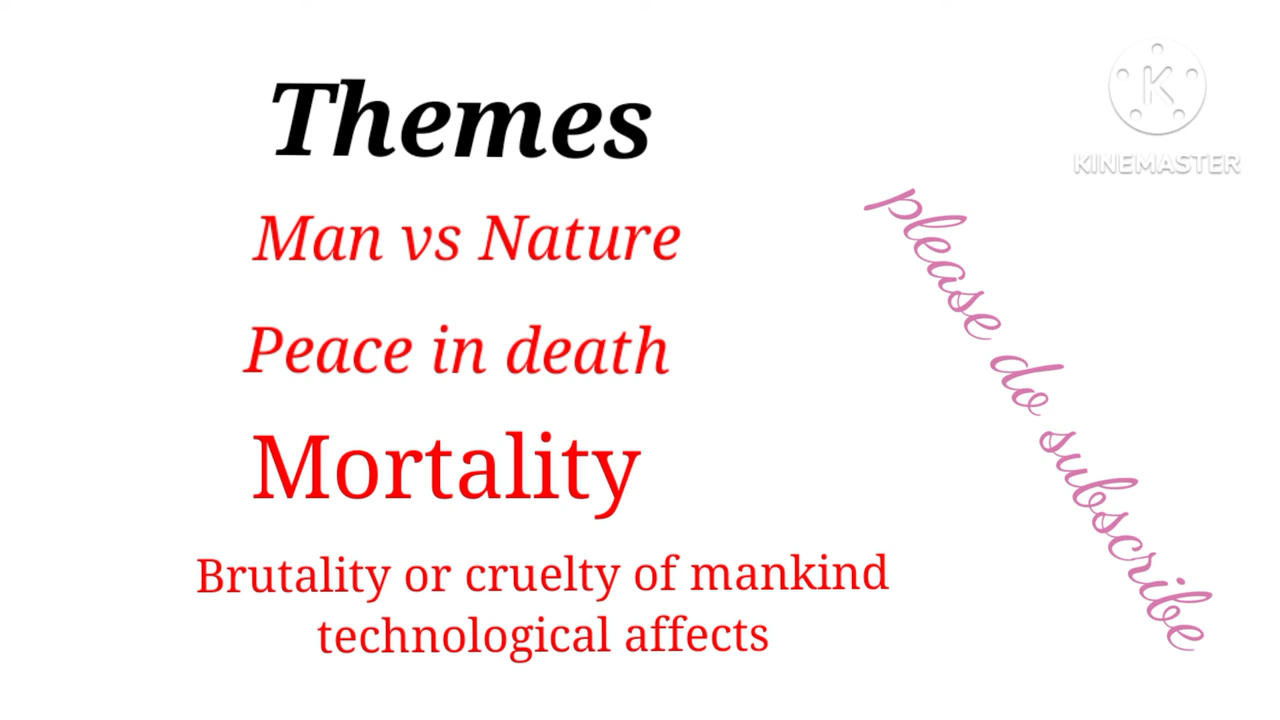 Themes
Man vs Nature
Peace in death
Mortality
Brutality or cruelty of mankind
technological affects
please do subscribe
KINEMASTER